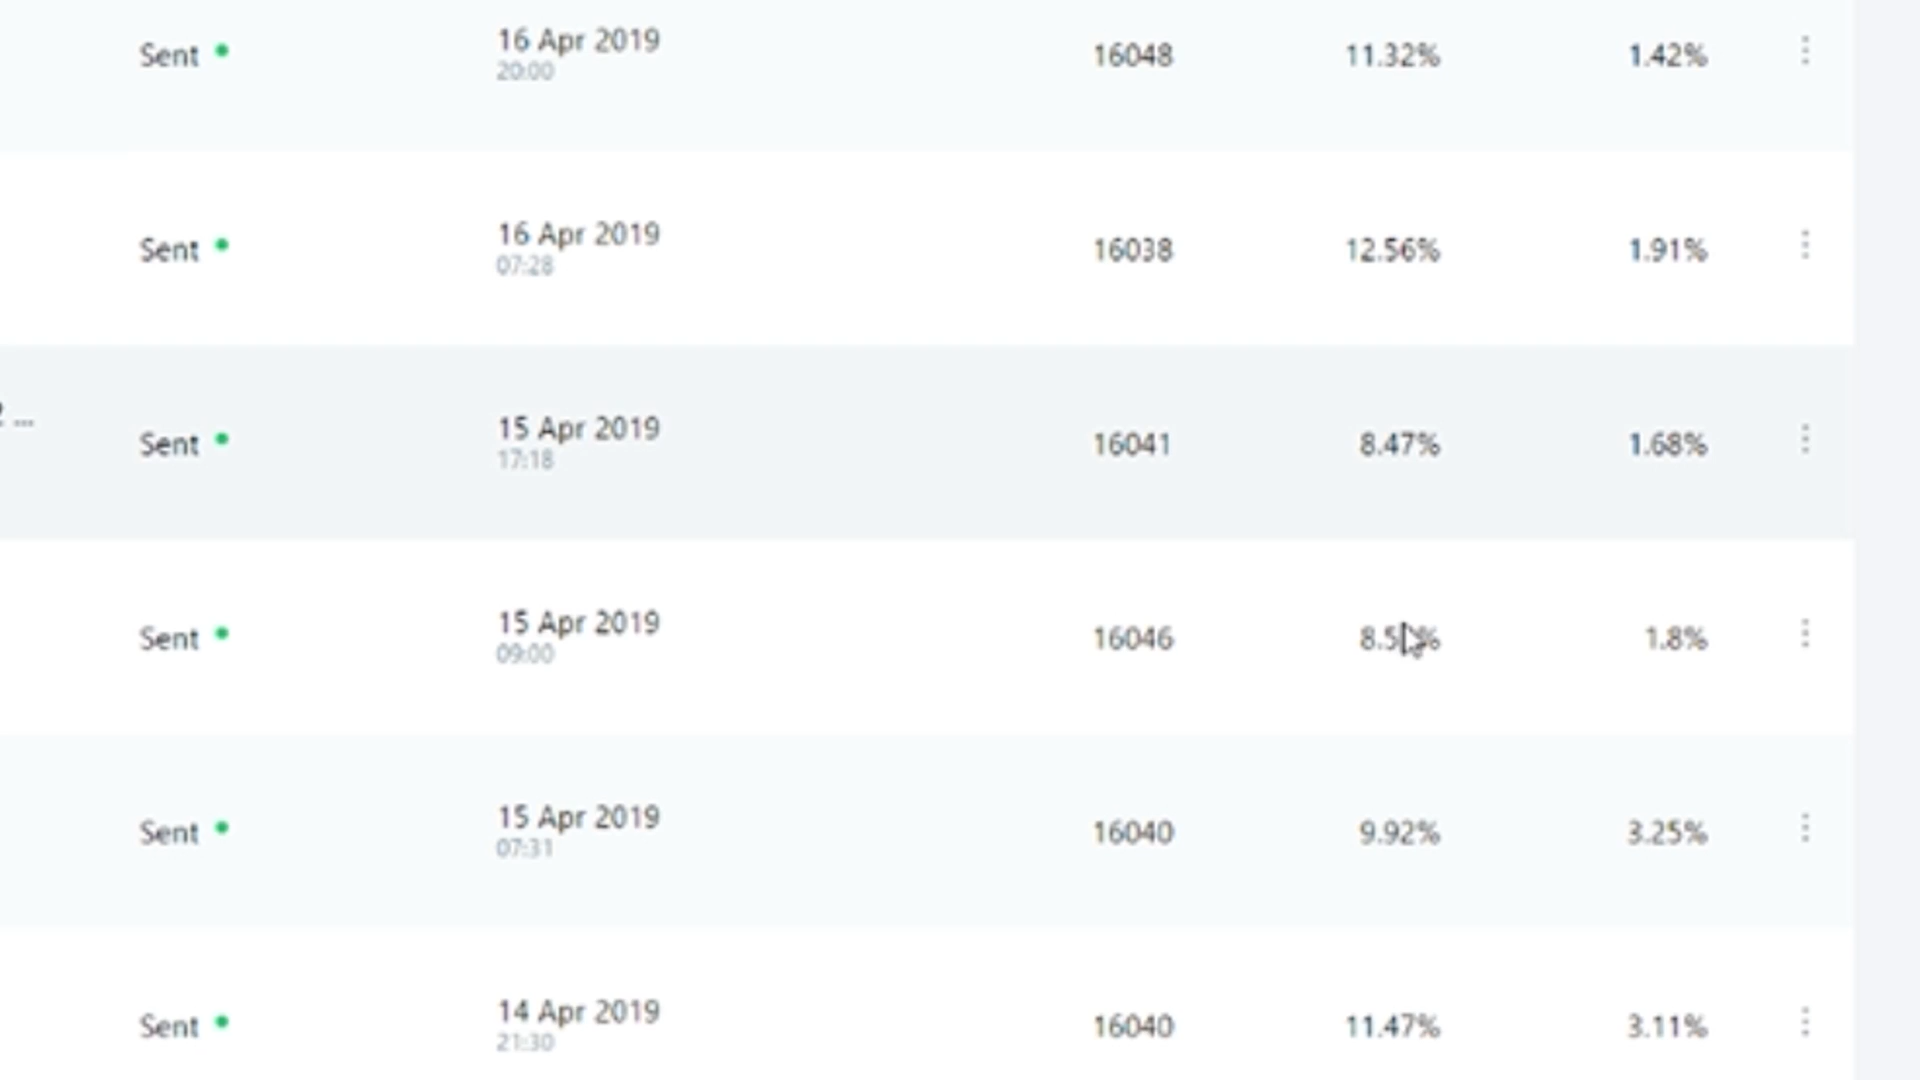 Sent 16 Apr 2019 16048 11.32% 1.42%
20:00
Sent 16 Apr 2019 16038 12.56% 1.91%
07:28
...
Sent 15 Apr 2019 16041 8.47% 1.68%
17:18
Sent 15 Apr 2019 16046 1.8%
09:00
Sent 15 Apr 2019 16040 9.92% 3.25%
07:31
Sent 14 Apr 2019 16040 11.47% 3.11%
21:30